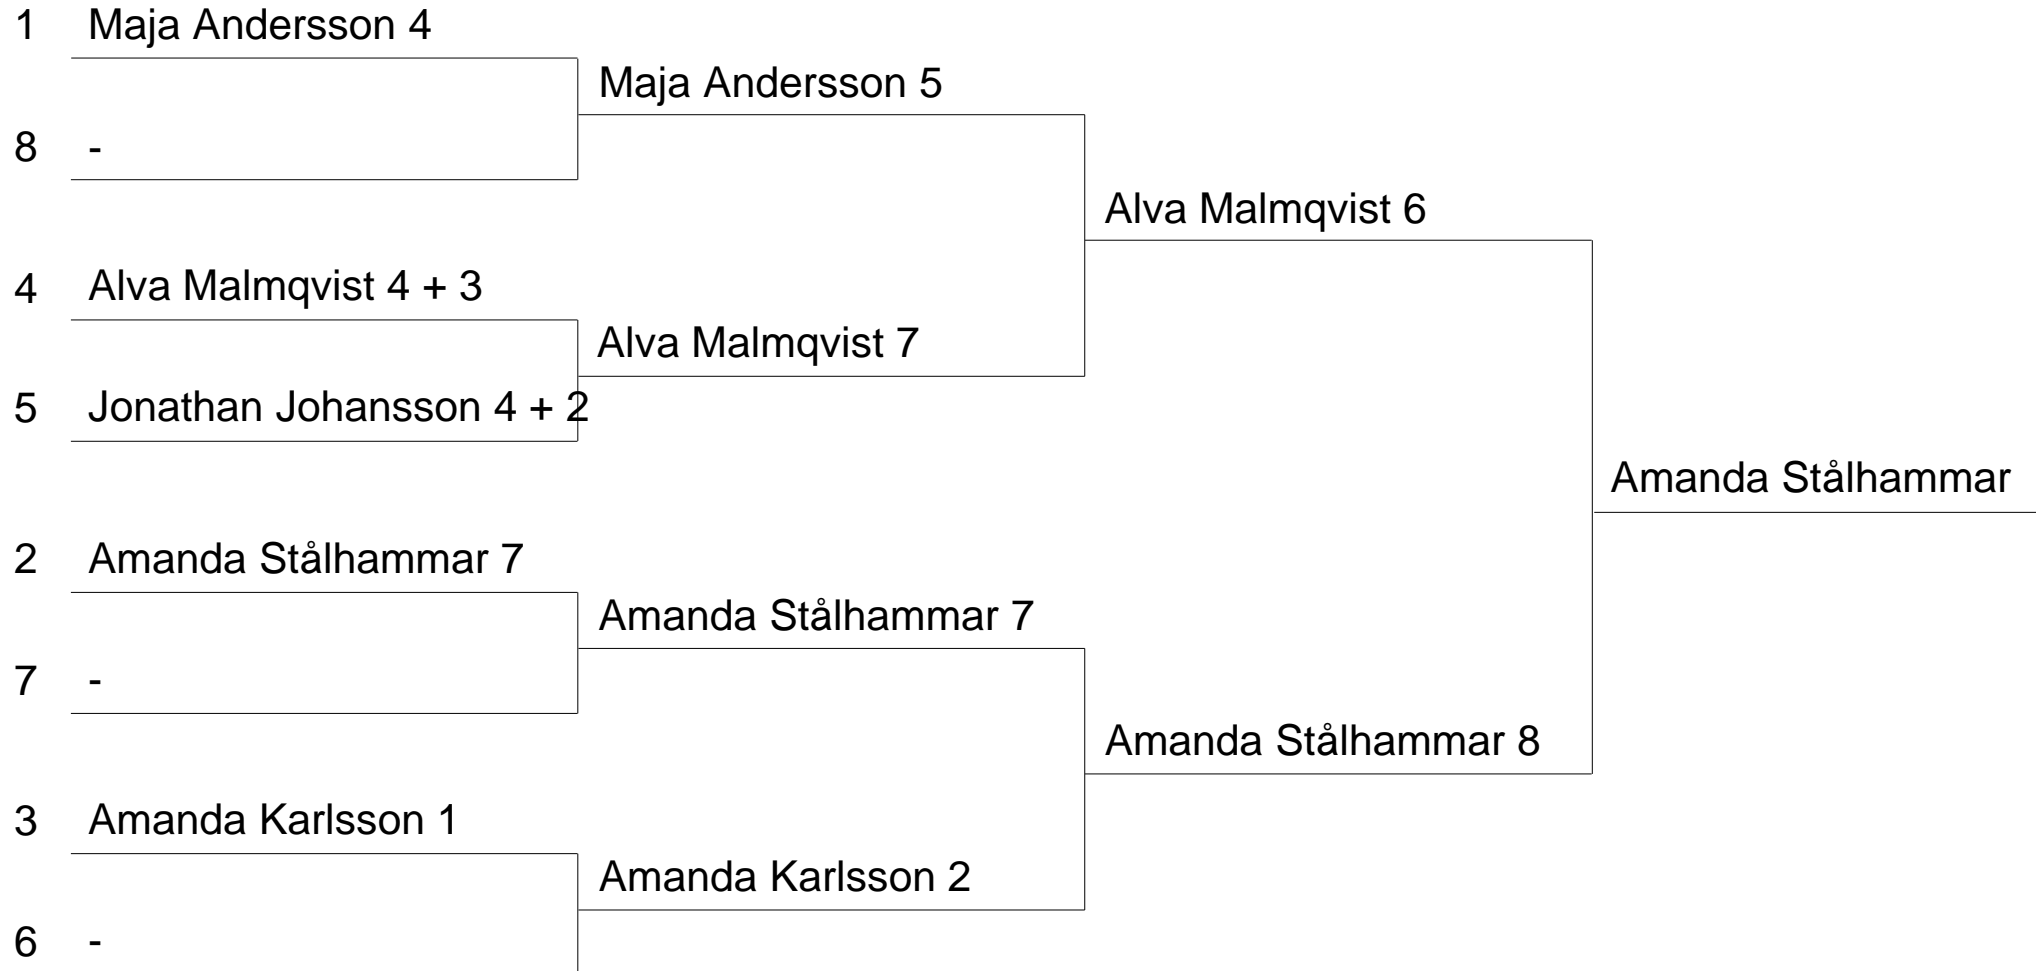 1 Maja Andersson 4
Maja Andersson 5
8 -
Alva Malmqvist 6
4 Alva Malmqvist 4 + 3
Alva Malmqvist 7
5 Jonathan Johansson 4 + 2
Amanda Stålhammar
2 Amanda Stålhammar 7
Amanda Stålhammar 7
7 -
Amanda Stålhammar 8
3 Amanda Karlsson 1
Amanda Karlsson 2
6 -